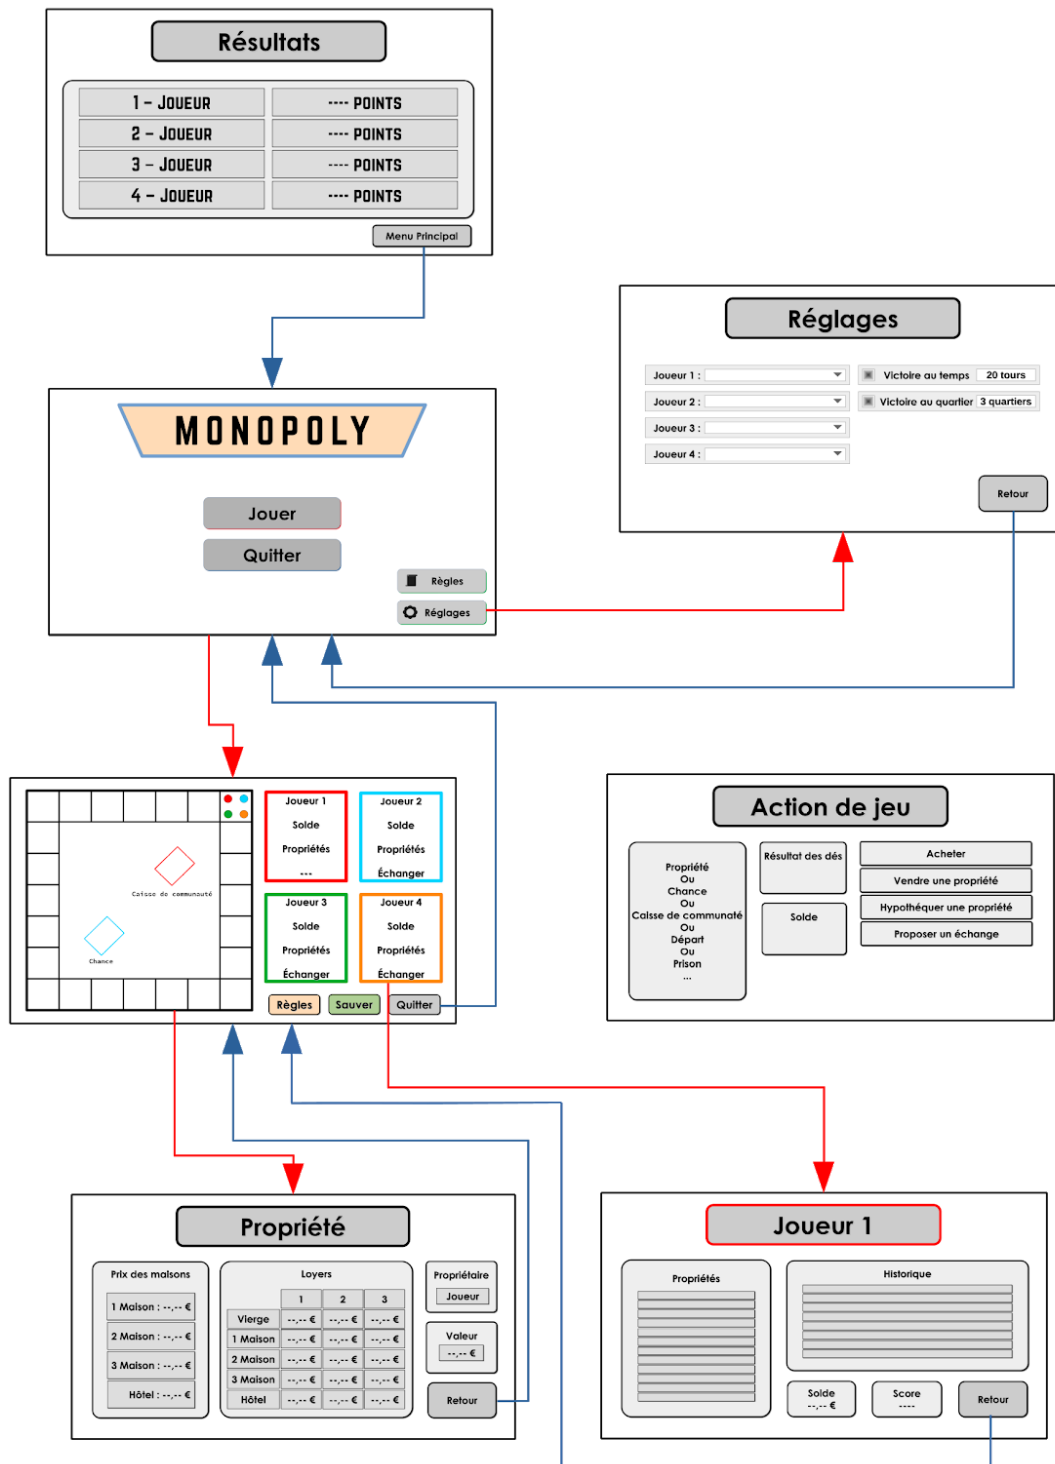 Résultats
1 – Joueur ---- points
2 – Joueur ---- points
3 – Joueur ---- points
4 – Joueur ---- points
Menu Principal
Réglages
Joueur 1 :
Joueur 2 :
Joueur 3 :
Joueur 4 :
Victoire au temps 20 tours
Victoire au quartier 3 quartiers
Retour
MONOPOLY
Jouer
Quitter
Règles
Réglages
Caisse de communauté
Chance
Joueur 1
Solde
Propriétés
---
Joueur 2
Solde
Propriétés
Échanger
Joueur 3
Solde
Propriétés
Échanger
Joueur 4
Solde
Propriétés
Échanger
Règles
Sauver
Quitter
Action de jeu
Propriété
Ou
Chance
Ou
Caisse de communauté
Ou
Départ
Ou
Prison
...
Résultat des dés
Solde
Acheter
Vendre une propriété
Hypothéquer une propriété
Proposer un échange
Propriété
Prix des maisons
1 Maison : --,-- €
2 Maison : --,-- €
3 Maison : --,-- €
Hôtel : --,-- €
Loyers
1 2 3
Vierge --,-- € --,-- € --,-- €
1 Maison --,-- € --,-- € --,-- €
2 Maison --,-- € --,-- € --,-- €
3 Maison --,-- € --,-- € --,-- €
Hôtel --,-- € --,-- € --,-- €
Propriétaire
Joueur
Valeur
--,-- €
Retour
Joueur 1
Propriétés
Historique
Solde
--,-- €
Score
----
Retour